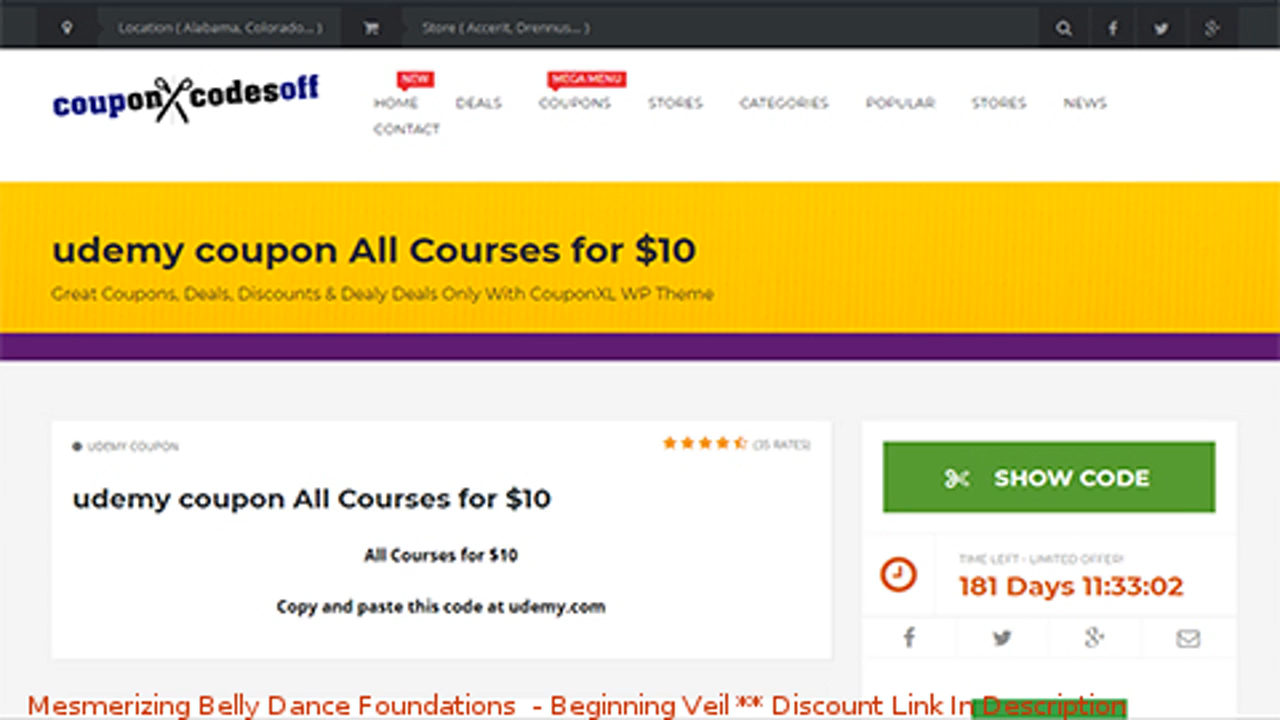 Location ( Alabama, Colorado... )
Store ( Accent, Drennus... )
couponXcodesoff
NEW
MEGA MENU
HOME DEALS COUPONS STORES CATEGORIES POPULAR STORES NEWS
CONTACT
udemy coupon All Courses for $10
Great Coupons, Deals, Discounts & Dealy Deals Only With CouponXL WP Theme
UDEMY COUPON
(35 RATES)
SHOW CODE
udemy coupon All Courses for $10
All Courses for $10
TIME LEFT - LIMITED OFFER!
181 Days 11:33:02
Copy and paste this code at udemy.com
Mesmerizing Belly Dance Foundations - Beginning Veil ** Discount Link In Description